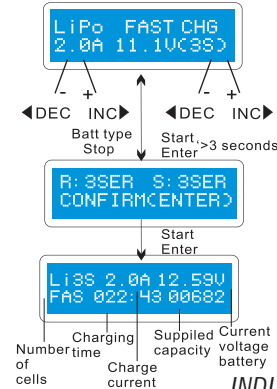 LiPo FAST CHG
2.0A 11.1V(3S)
- + - +
DEC INC DEC INC
Batt type
Stop
Start
Enter >3 seconds
R:3SER S:3SER
CONFIRM(ENTER)
Start
Enter
Li3S 2.0A 12.59V
FAS 022:43 00682
Number
of
cells
Charging
time
Charge
current
Suppiled
capacity
Current
voltage
battery